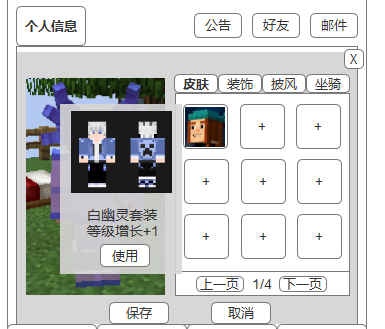 个人信息
公告
好友
邮件
X
皮肤
装饰
披风
坐骑
白幽灵套装
等级增长+1
使用
+
+
+
+
+
+
+
+
上一页
1/4
下一页
保存
取消